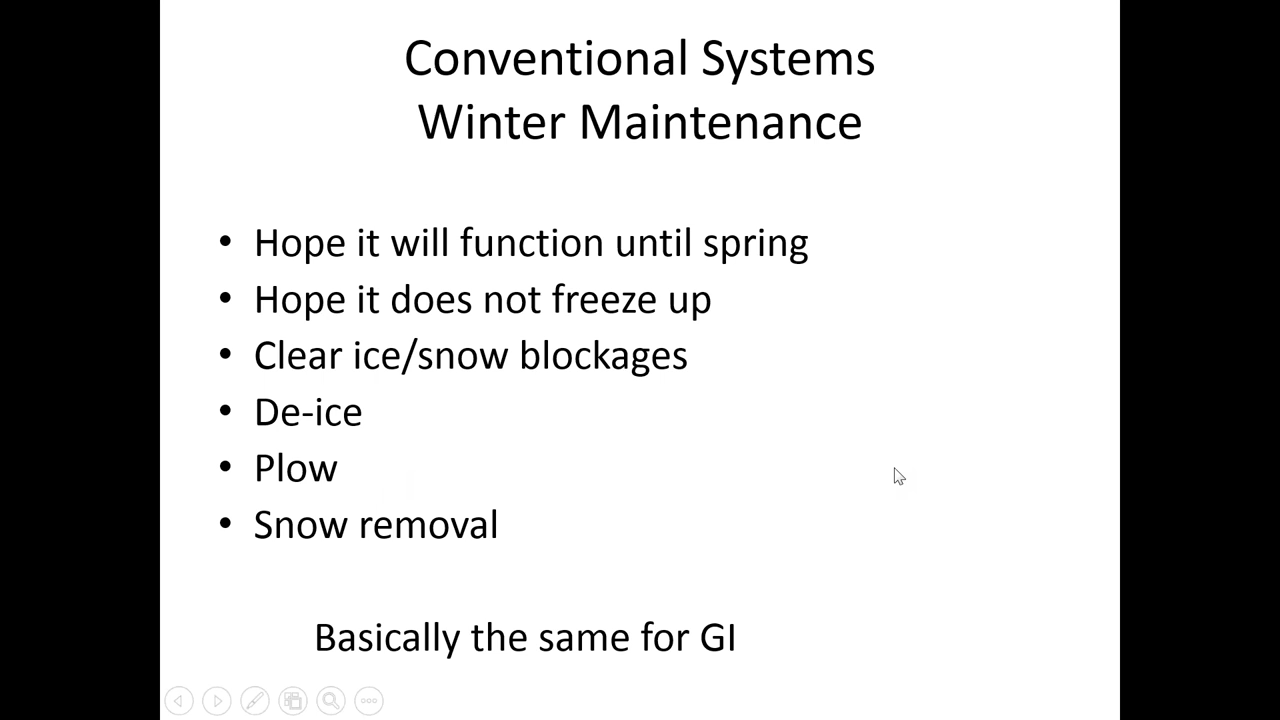 Conventional Systems
Winter Maintenance
• Hope it will function until spring
• Hope it does not freeze up
• Clear ice/snow blockages
• De-ice
• Plow
• Snow removal
Basically the same for GI